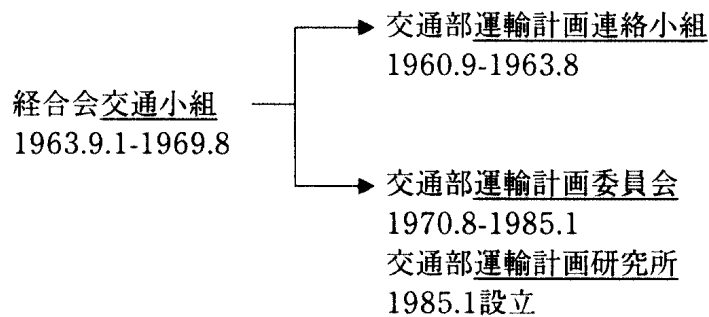 交通部運輸計画連絡小組
1960.9-1963.8
経合会交通小組
1963.9.1-1969.8
交通部運輸計画委員会
1970.8-1985.1
交通部運輸計画研究所
1985.1設立